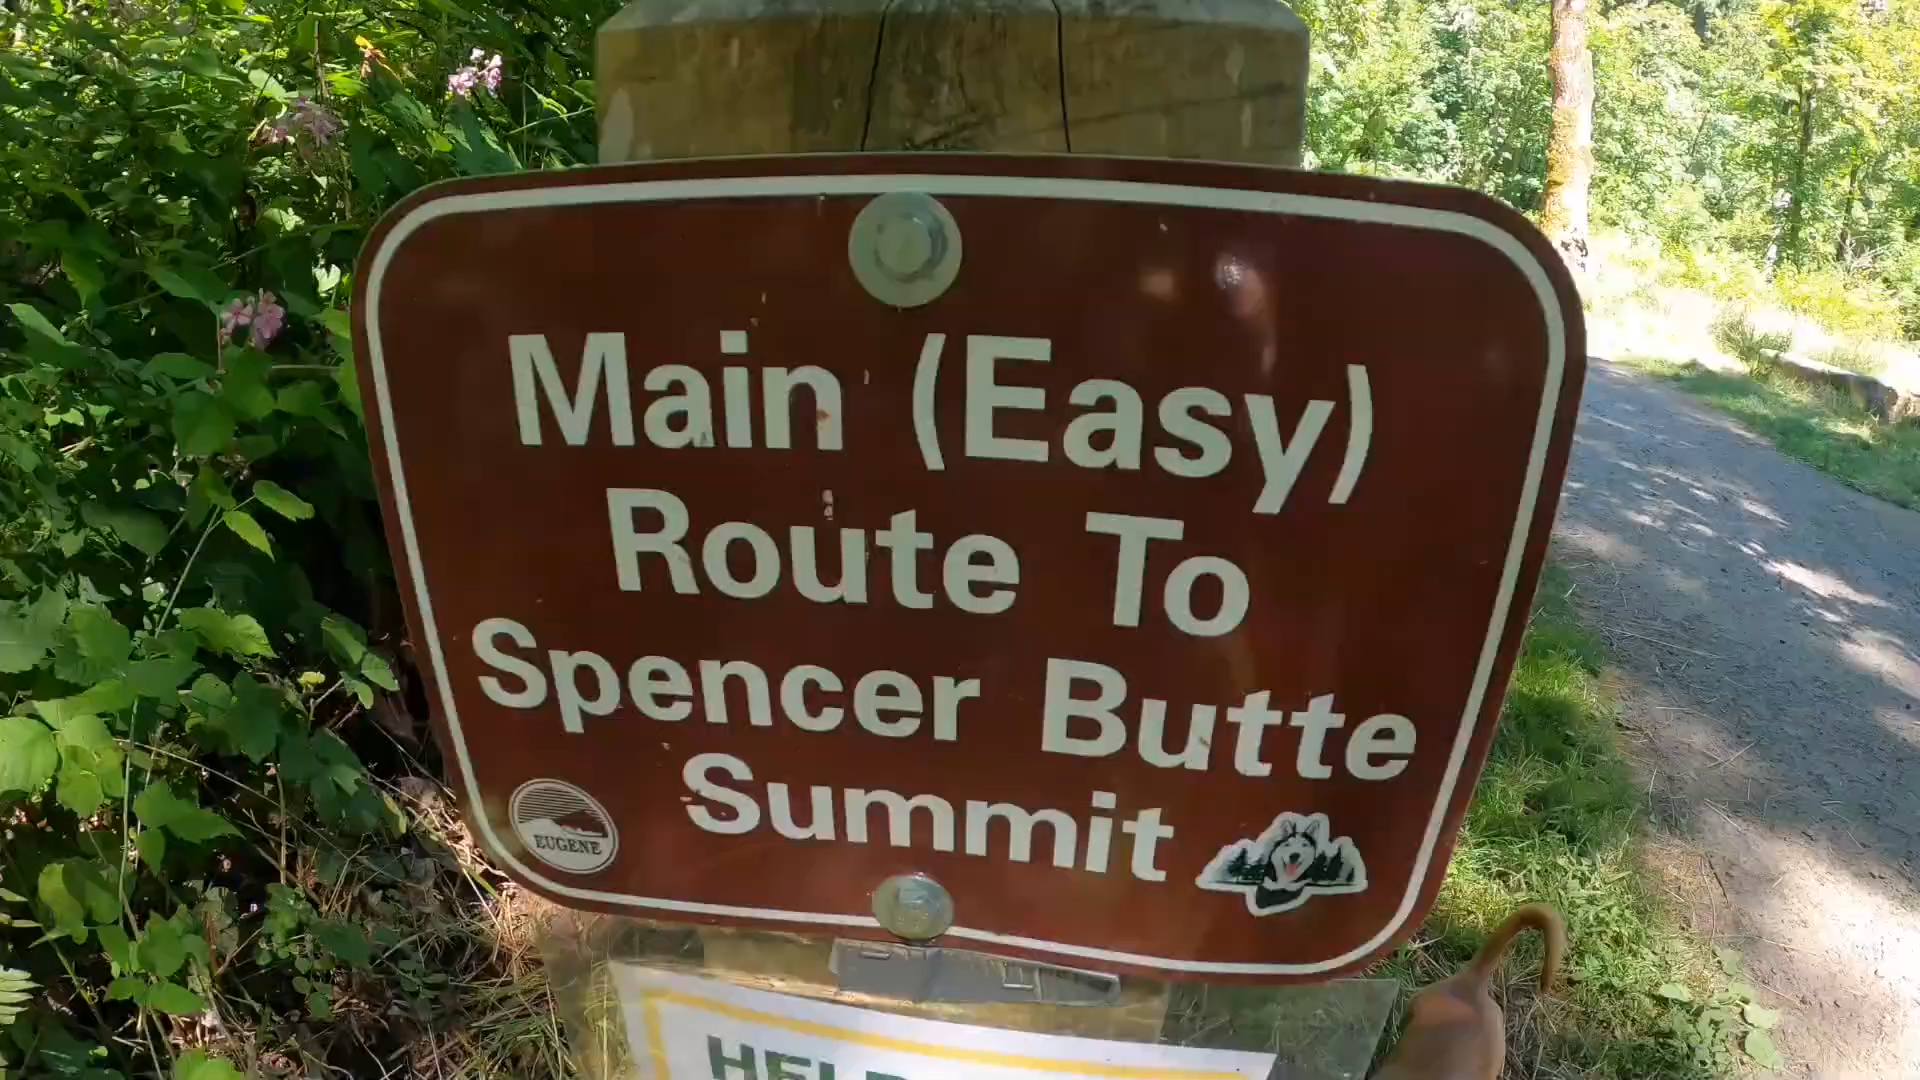 Main (Easy)
Route To
Spencer Butte
Summit
EUGENE